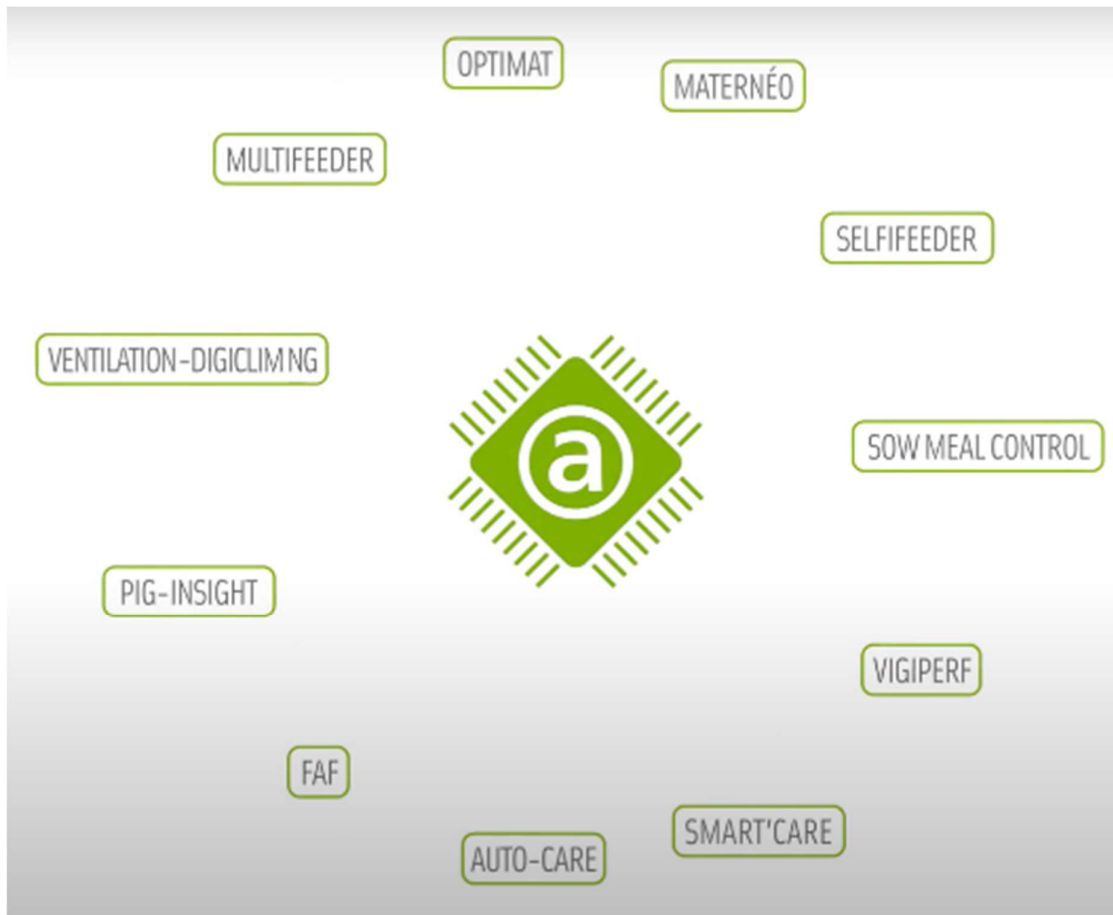 OPTIMAT
MATERNÉO
MULTIFEEDER
SELFIFEEDER
VENTILATION-DIGICLIM NG
a
SOW MEAL CONTROL
PIG-INSIGHT
VIGIPERF
FAF
SMART'CARE
AUTO-CARE